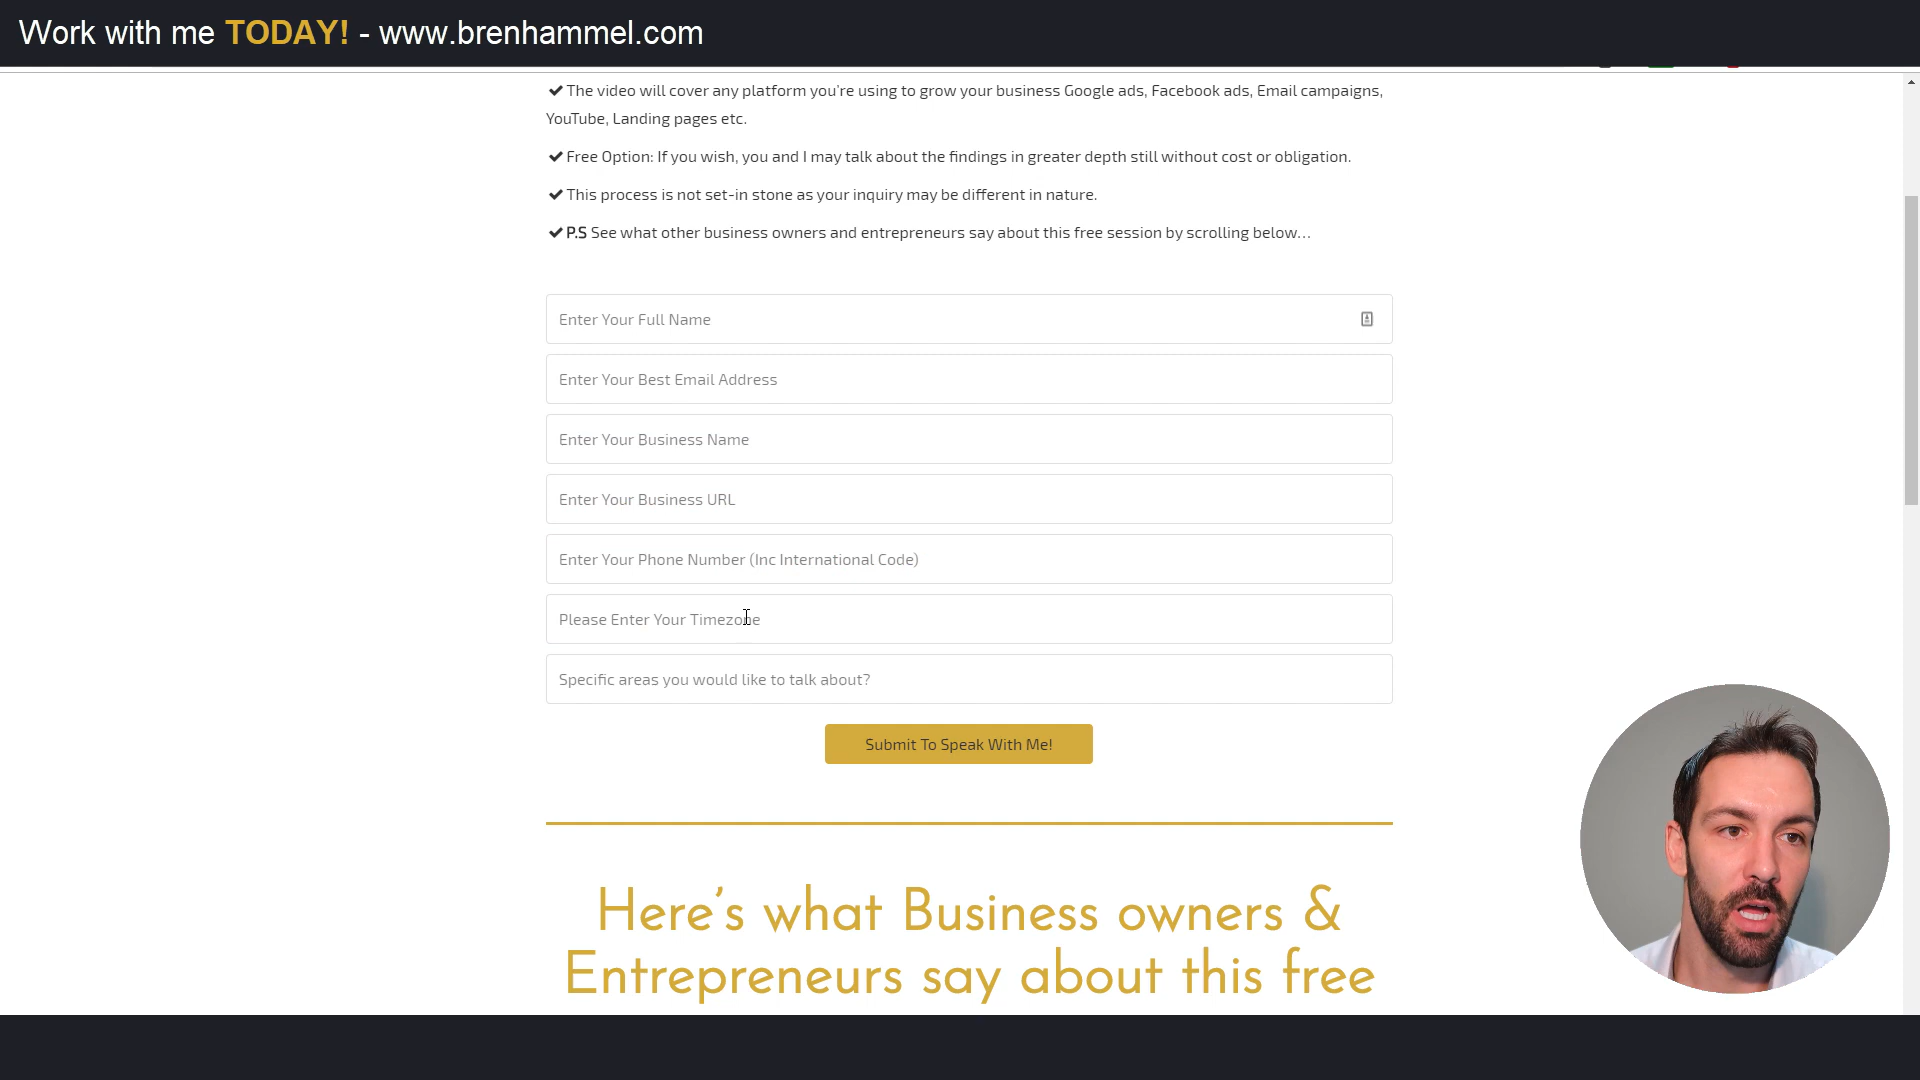 Work with me TODAY! - www.brenhammel.com
✔ The video will cover any platform you're using to grow your business Google ads, Facebook ads, Email campaigns,
YouTube, Landing pages etc.
✔ Free Option: If you wish, you and I may talk about the findings in greater depth still without cost or obligation.
✔ This process is not set-in stone as your inquiry may be different in nature.
✔ P.S See what other business owners and entrepreneurs say about this free session by scrolling below…
Enter Your Full Name
Enter Your Best Email Address
Enter Your Business Name
Enter Your Business URL
Enter Your Phone Number (Inc International Code)
Please Enter Your Timezone
Specific areas you would like to talk about?
Submit To Speak With Me!
Here's what Business owners &
Entrepreneurs say about this free